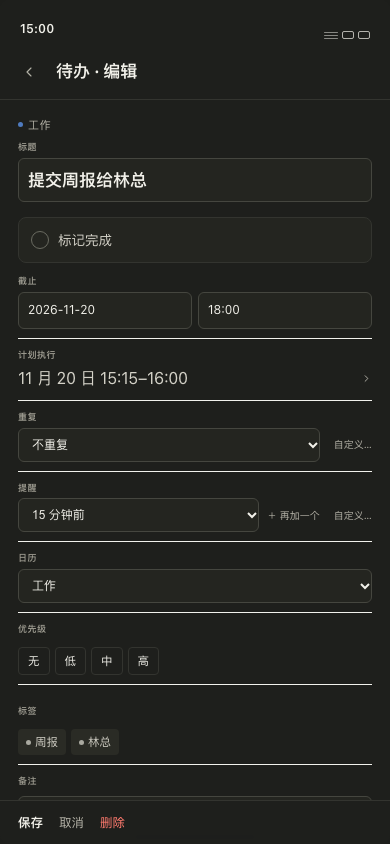 15:00
待办 · 编辑
工作
标题
提交周报给林总
标记完成
截止
2026-11-20 18:00
计划执行
11 月 20 日 15:15–16:00
重复
不重复 自定义...
提醒
15 分钟前 + 再加一个 自定义...
日历
工作
优先级
无 低 中 高
标签
周报 林总
备注
保存 取消 删除